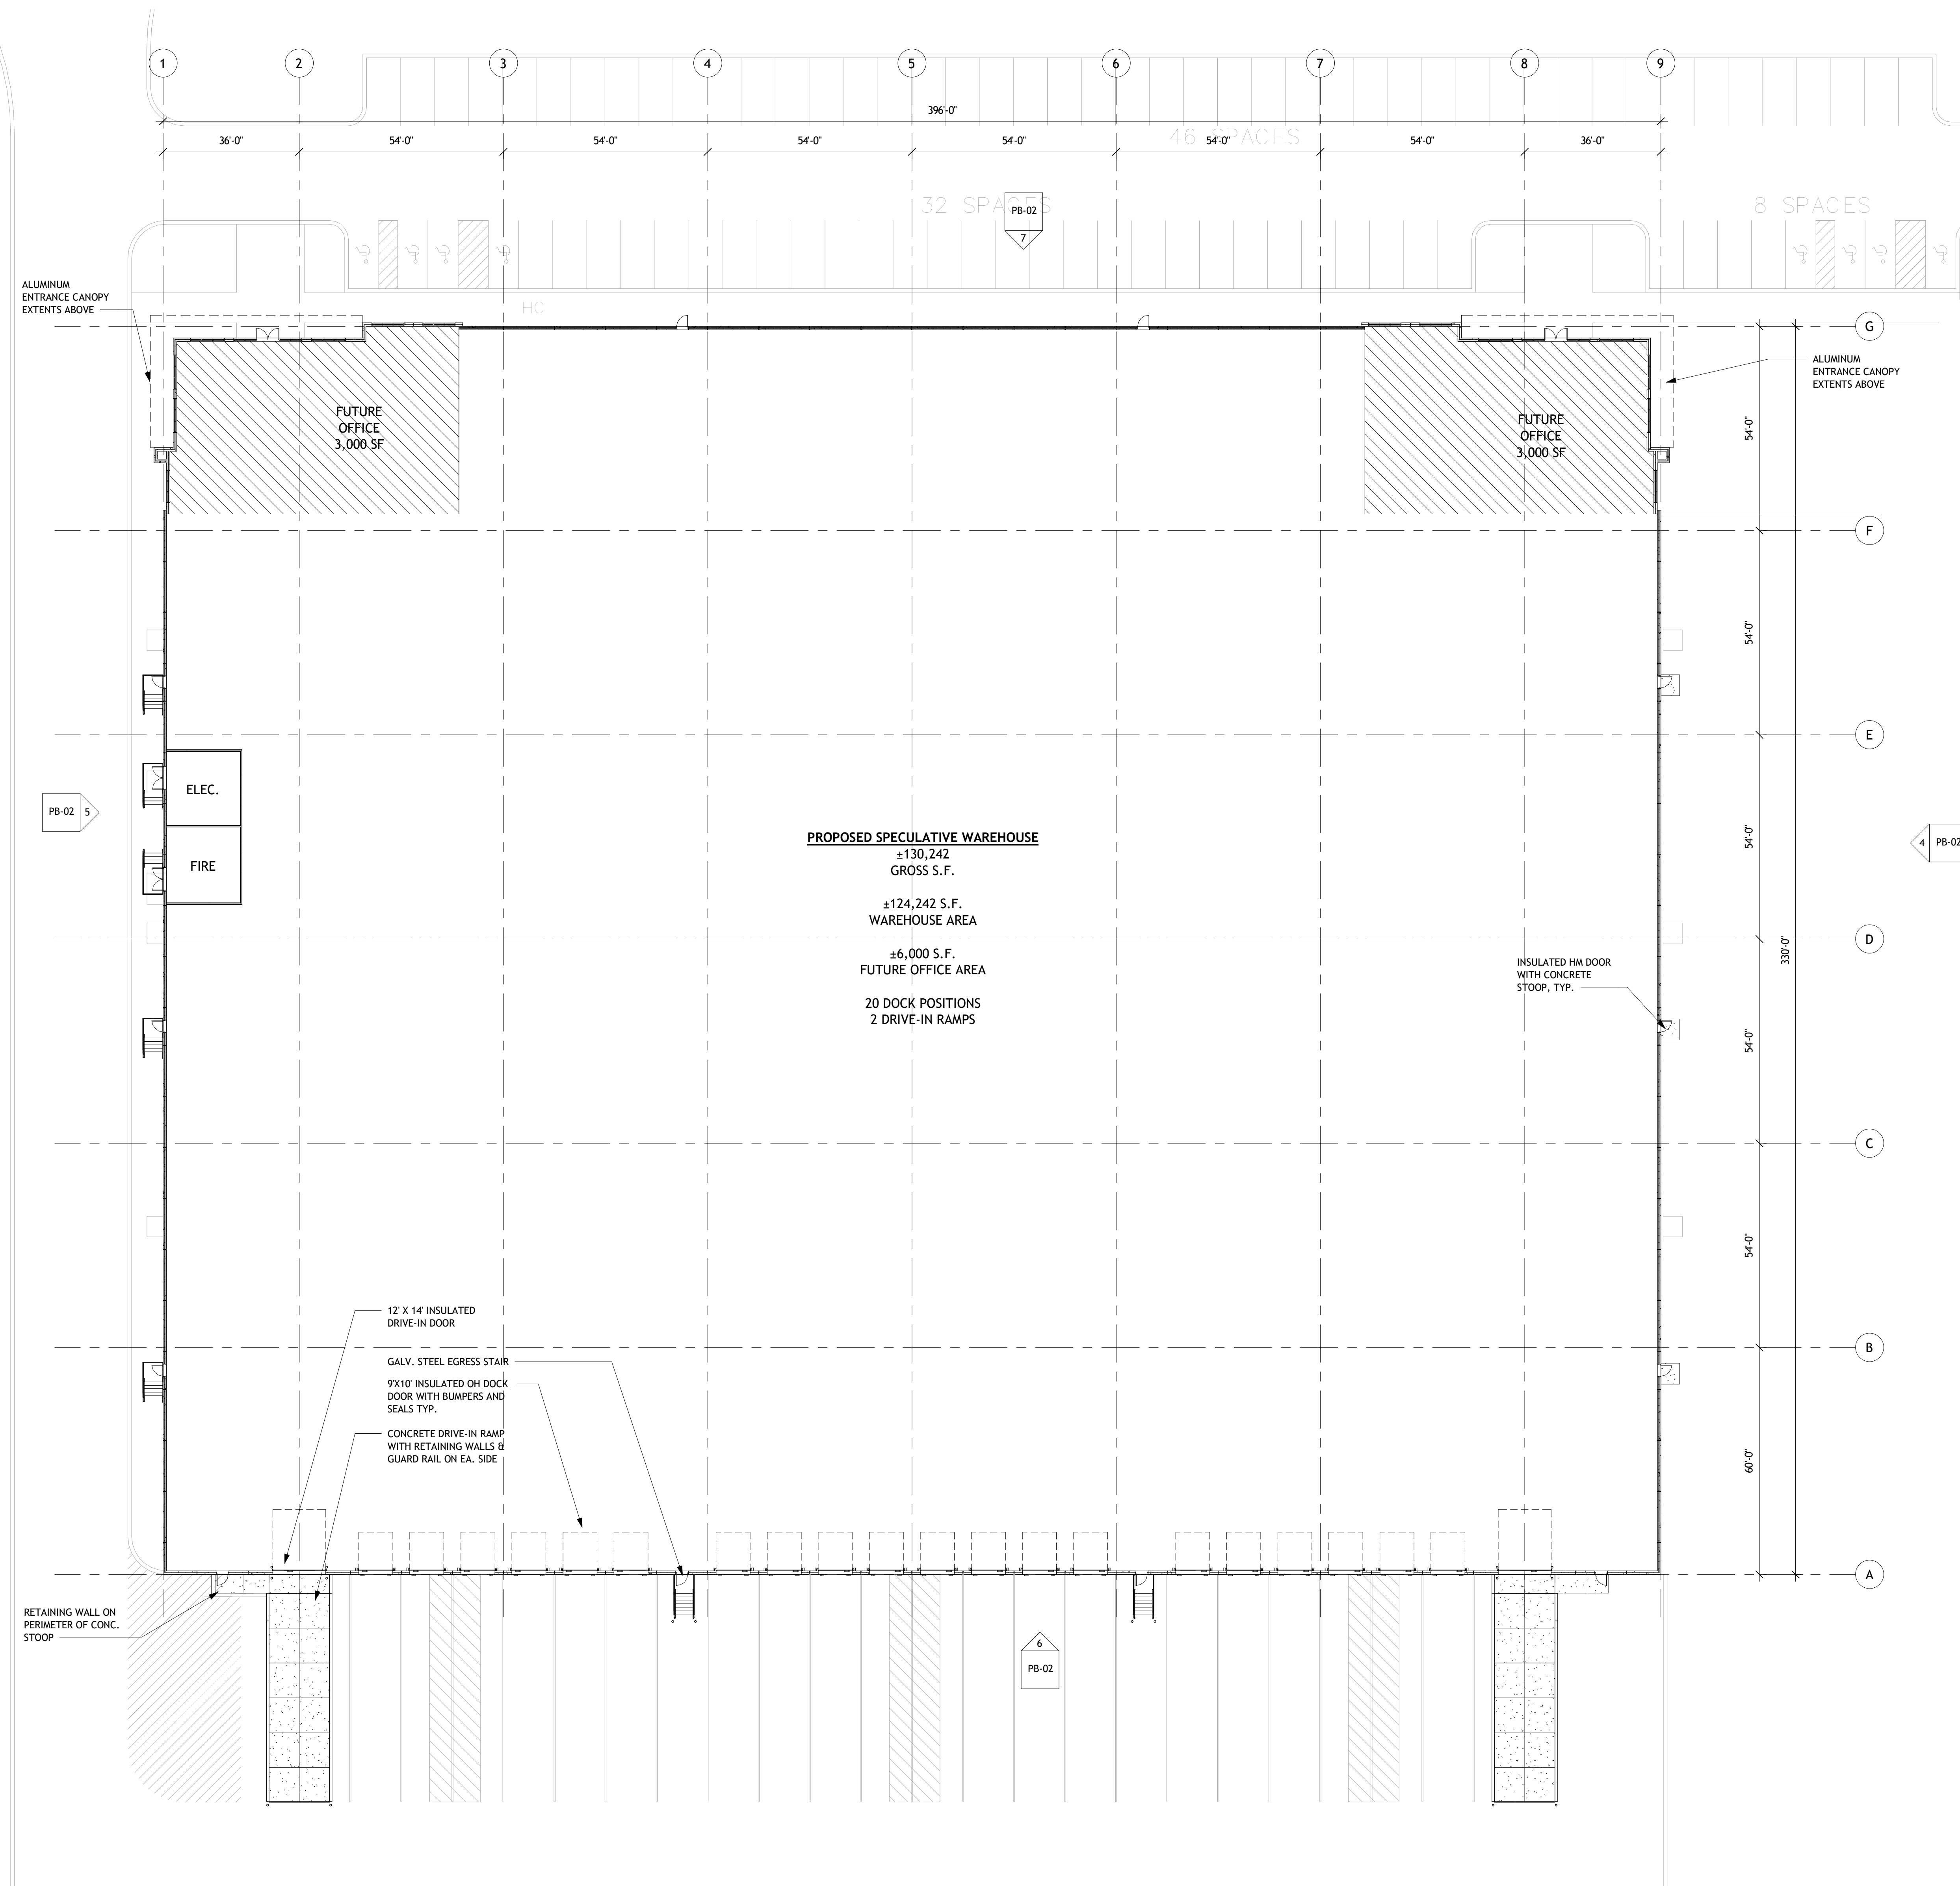 1
2
3
4
5
6
7
8
9
396'-0"
36'-0"
54'-0"
54'-0"
54'-0"
54'-0"
54'-0"
54'-0"
36'-0"
46 SPACES
32 SPACES
8 SPACES
PB-02
7
HC
ALUMINUM
ENTRANCE CANOPY
EXTENTS ABOVE
G
ALUMINUM
ENTRANCE CANOPY
EXTENTS ABOVE
FUTURE
OFFICE
3,000 SF
FUTURE
OFFICE
3,000 SF
54'-0"
F
54'-0"
E
ELEC.
FIRE
PB-02
5
54'-0"
4
PB-02
PROPOSED SPECULATIVE WAREHOUSE
±130,242
GROSS S.F.
±124,242 S.F.
WAREHOUSE AREA
±6,000 S.F.
FUTURE OFFICE AREA
20 DOCK POSITIONS
2 DRIVE-IN RAMPS
D
330'-0"
INSULATED HM DOOR
WITH CONCRETE
STOOP, TYP.
54'-0"
C
54'-0"
12' X 14' INSULATED
DRIVE-IN DOOR
B
GALV. STEEL EGRESS STAIR
9'X10' INSULATED OH DOCK
DOOR WITH BUMPERS AND
SEALS TYP.
CONCRETE DRIVE-IN RAMP
WITH RETAINING WALLS &
GUARD RAIL ON EA. SIDE
60'-0"
A
RETAINING WALL ON
PERIMETER OF CONC.
STOOP
6
PB-02